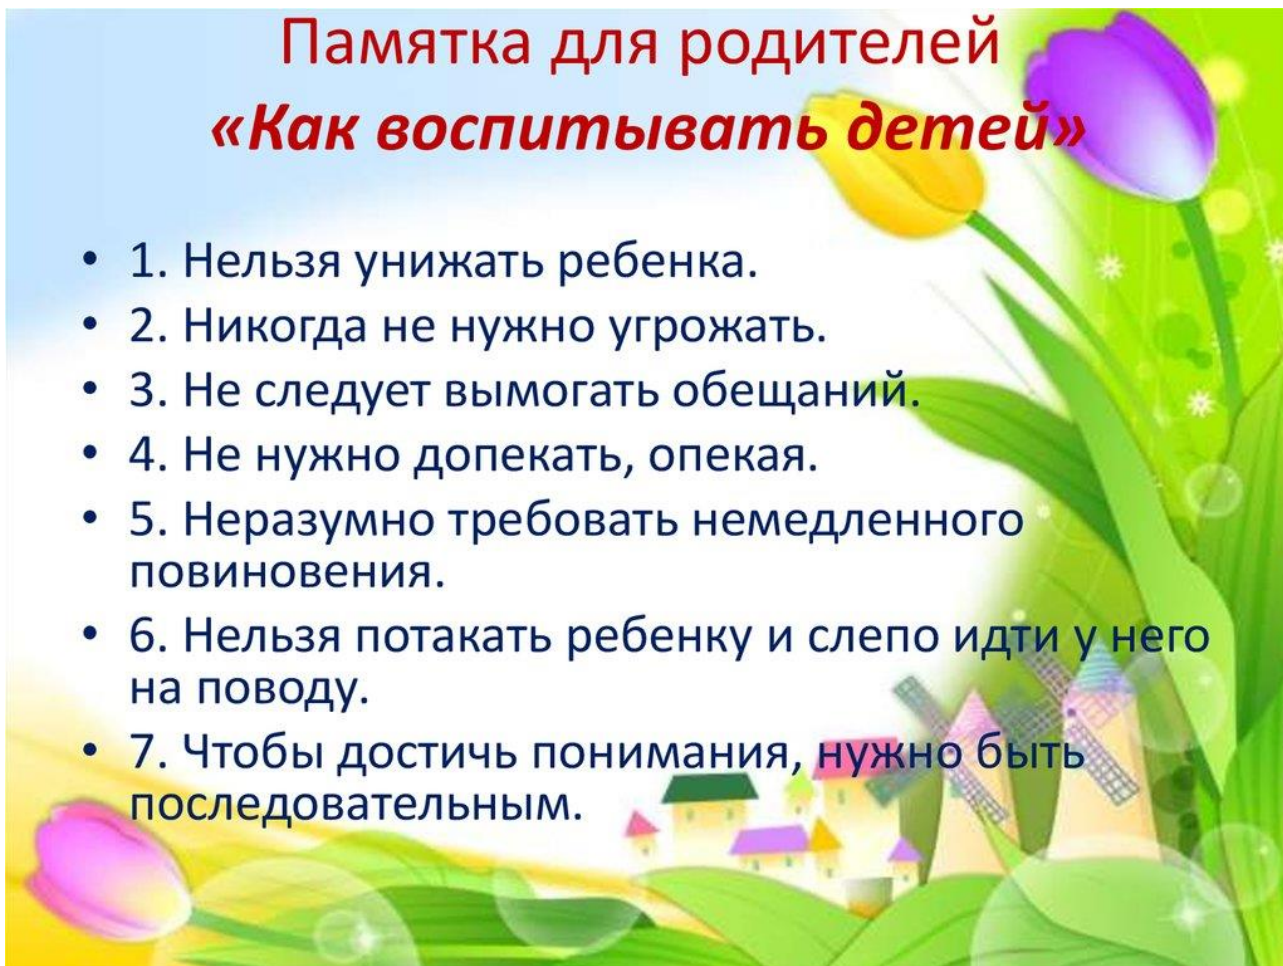 Памятка для родителей
«Как воспитывать детей»
• 1. Нельзя унижать ребенка.
• 2. Никогда не нужно угрожать.
• 3. Не следует вымогать обещаний.
• 4. Не нужно допекать, опекая.
• 5. Неразумно требовать немедленного
повиновения.
• 6. Нельзя потакать ребенку и слепо идти у него
на поводу.
• 7. Чтобы достичь понимания, нужно быть
последовательным.